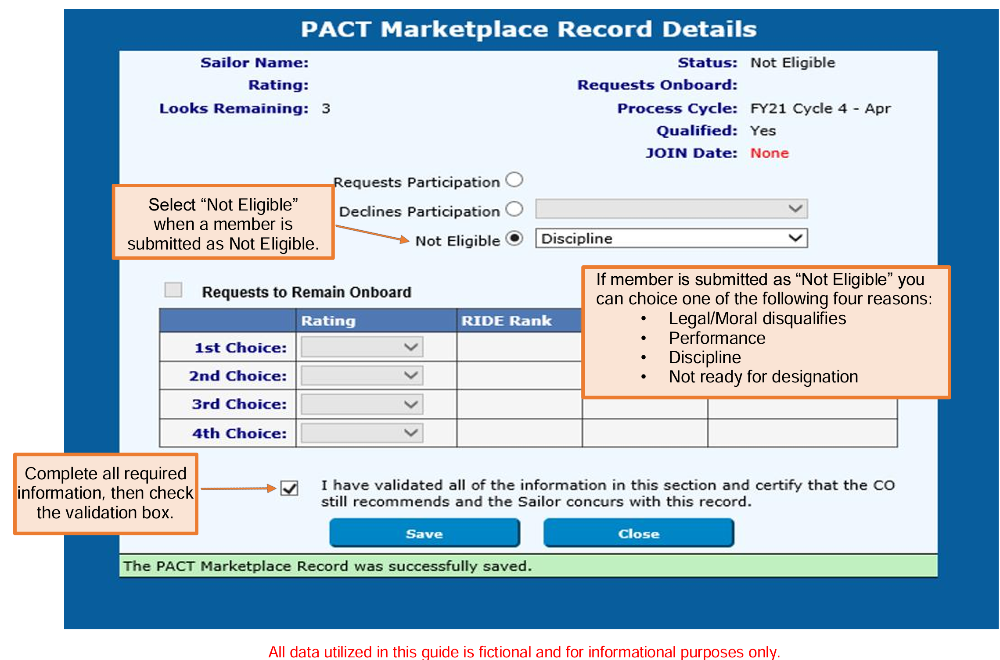 PACT Marketplace Record Details
Sailor Name:
Status: Not Eligible
Rating:
Requests Onboard:
Looks Remaining: 3
Process Cycle: FY21 Cycle 4 - Apr
Qualified: Yes
JOIN Date: None
Requests Participation
Declines Participation
Not Eligible Discipline
Select “Not Eligible”
when a member is
submitted as Not Eligible.
If member is submitted as “Not Eligible” you
can choice one of the following four reasons:
• Legal/Moral disqualifies
• Performance
• Discipline
• Not ready for designation
Requests to Remain Onboard
Rating RIDE Rank
1st Choice:
2nd Choice:
3rd Choice:
4th Choice:
Complete all required
information, then check
the validation box.
I have validated all of the information in this section and certify that the CO
still recommends and the Sailor concurs with this record.
Save Close
The PACT Marketplace Record was successfully saved.
All data utilized in this guide is fictional and for informational purposes only.